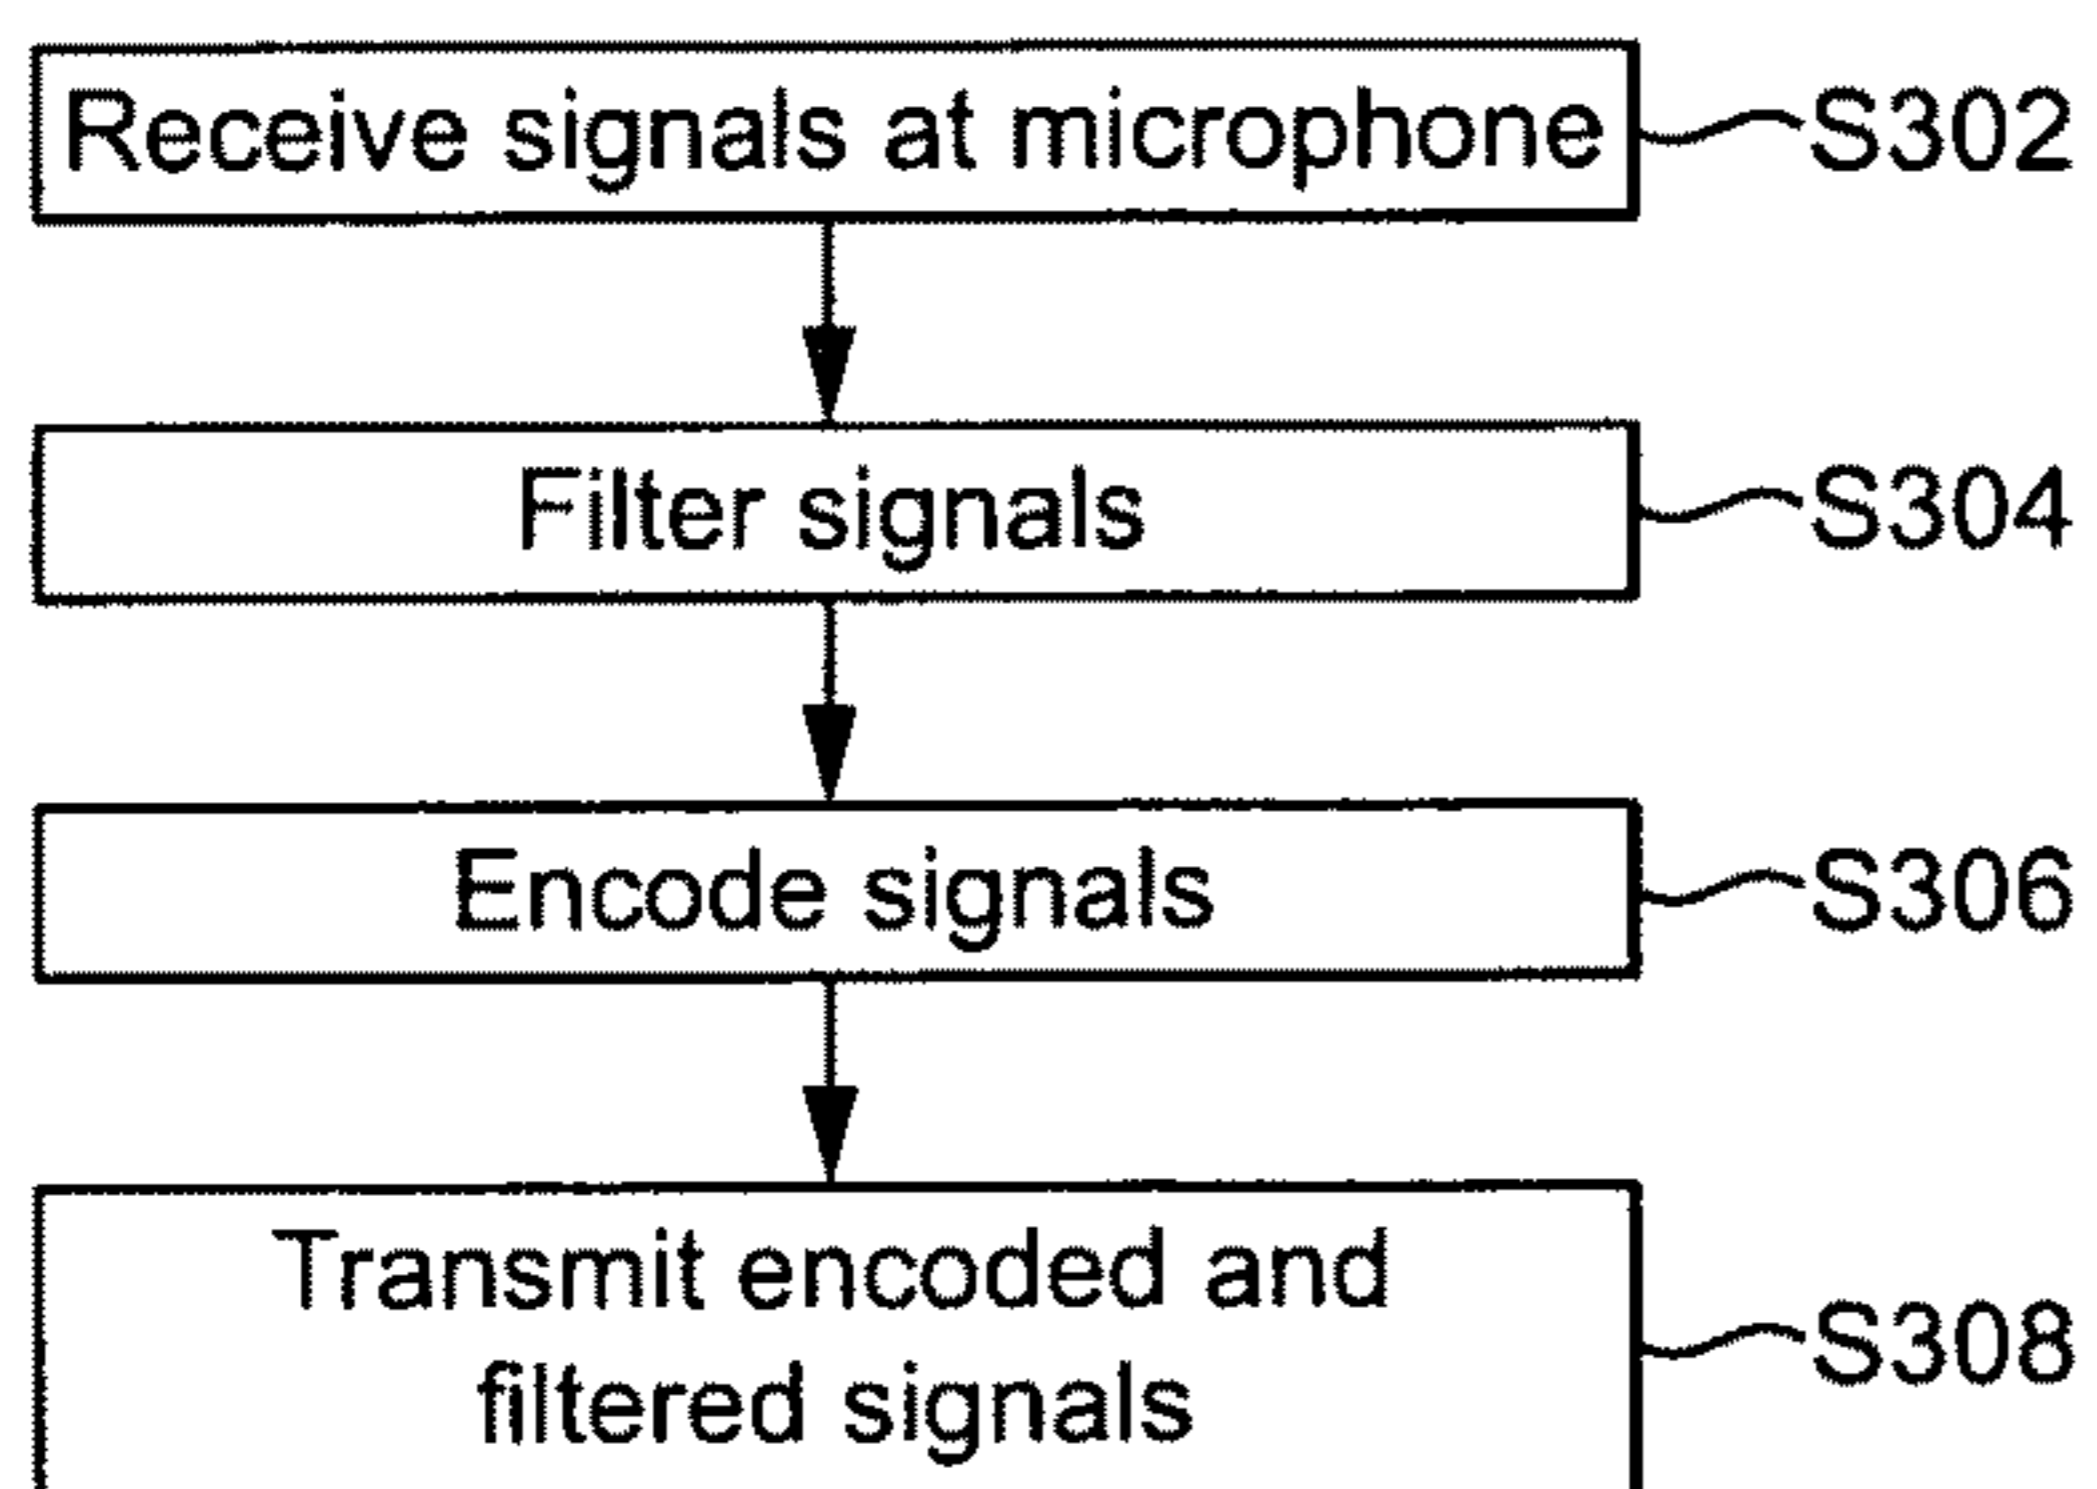 Receive signals at microphone S302
Filter signals S304
Encode signals S306
Transmit encoded and
filtered signals S308